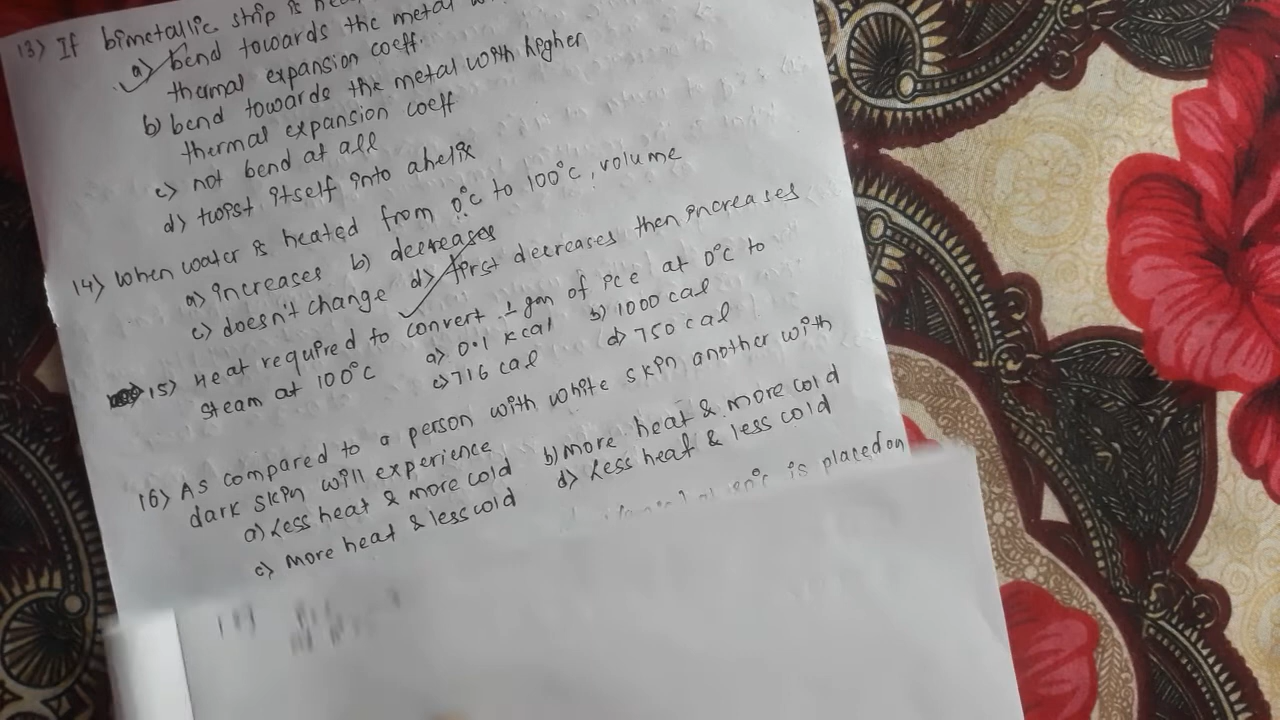 13) If bimetallic strip is
a) bend towards the metal
thermal expansion coeff.
b) bend towards the metal with higher
thermal expansion coeff
c) not bend at all
d) twist itself into a helix
14) When water is heated from 0°C to 100°C, volume
a) increases b) decreases
c) doesn't change d) first decreases then increases
15) Heat required to convert 1 gm of ice at 0°C to
steam at 100°C a) 0.1 kcal b) 1000 cal
c) 716 cal d) 750 cal
16) As compared to a person with white skin another with
dark skin will experience
a) Less heat & more cold b) more heat & more cold
c) more heat & less cold d) Less heat & less cold
is placed on